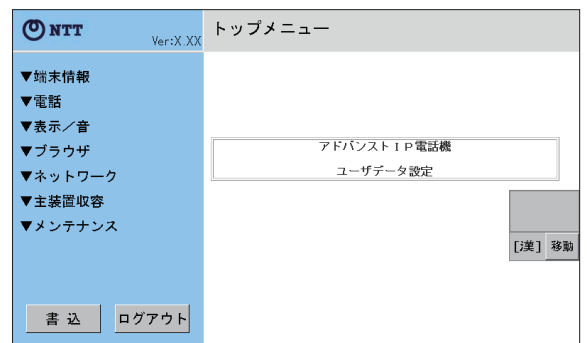 NTT
Ver:X.XX
▼端末情報
▼電話
▼表示／音
▼ブラウザ
▼ネットワーク
▼主装置収容
▼メンテナンス
書 込
ログアウト
トップメニュー
アドバンストＩＰ電話機
ユーザデータ設定
[漢]
移動